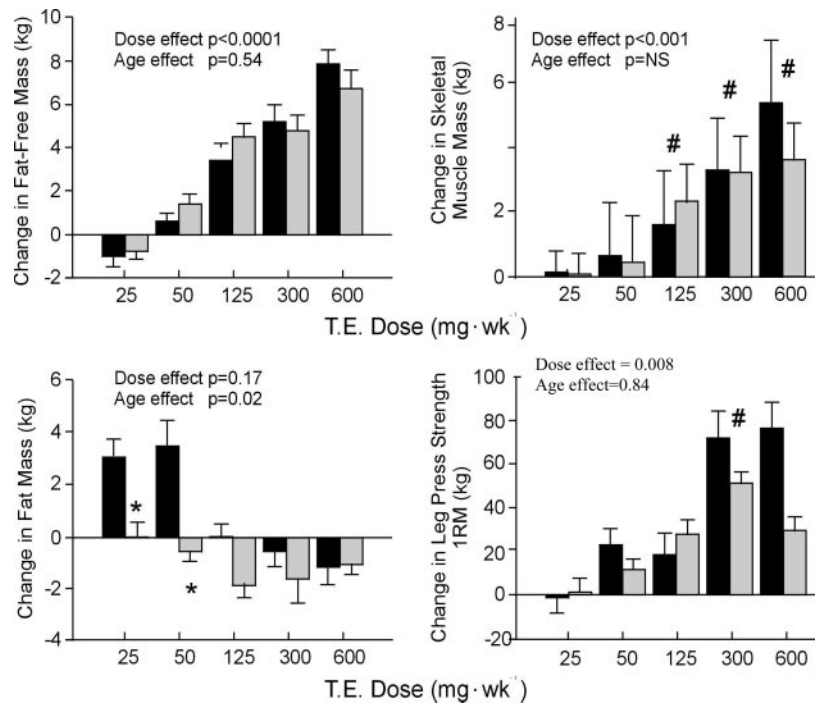 Change in Fat-Free Mass (kg)
10
8
6
4
2
0
-2
Dose effect p<0.0001
Age effect p=0.54
25 50 125 300 600
Change in Skeletal
Muscle Mass (kg)
8
6
2
0
Dose effect p<0.001
Age effect p=NS
# # #
25 50 125 300 600
T.E. Dose (mg·wk⁻¹)
Change in Fat Mass (kg)
6
4
2
0
-2
-4
Dose effect p=0.17
Age effect p=0.02
*
*
25 50 125 300 600
Change in Leg Press Strength
1RM (kg)
100
80
60
40
20
0
-20
Dose effect = 0.008
Age effect=0.84
#
25 50 125 300 600
T.E. Dose (mg·wk⁻¹)